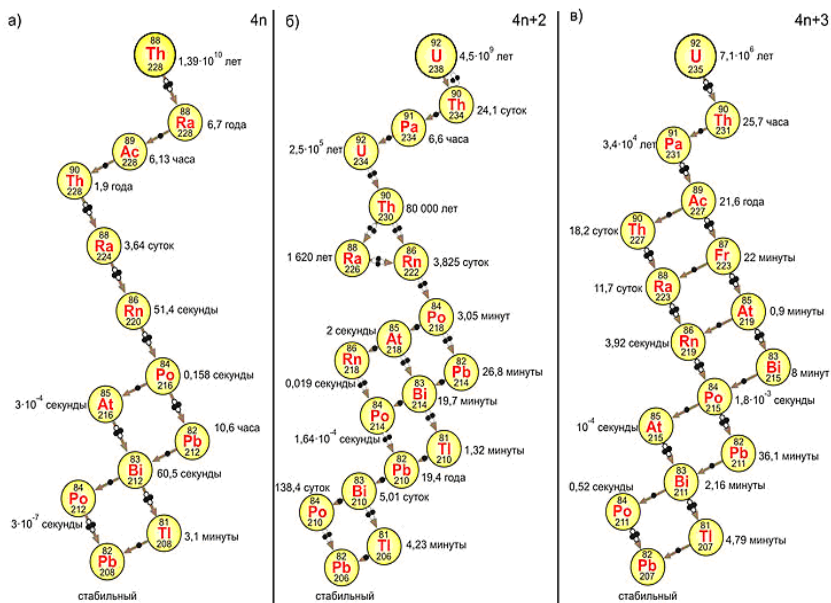 а)
4n
88
Th
228
1,39·10¹⁰ лет
88
Ra
228
6,7 года
89
Ac
228
6,13 часа
90
Th
228
1,9 года
88
Ra
224
3,64 суток
86
Rn
220
51,4 секунды
84
Po
216
0,158 секунды
85
At
216
3·10⁻⁴ секунды
82
Pb
212
10,6 часа
83
Bi
212
60,5 секунды
84
Po
212
3·10⁻⁷ секунды
81
Tl
208
3,1 минуты
82
Pb
208
стабильный
б)
4n+2
92
U
238
4,5·10⁹ лет
90
Th
234
24,1 суток
91
Pa
234
6,6 часа
92
U
234
2,5·10⁵ лет
90
Th
230
80 000 лет
88
Ra
226
1 620 лет
86
Rn
222
3,825 суток
84
Po
218
3,05 минут
85
At
218
2 секунды
86
Rn
218
0,019 секунды
82
Pb
214
26,8 минуты
83
Bi
214
19,7 минуты
84
Po
214
1,64·10⁻⁴ секунды
81
Tl
210
1,32 минуты
82
Pb
210
19,4 года
83
Bi
210
5,01 суток
84
Po
210
138,4 суток
81
Tl
206
4,23 минуты
82
Pb
206
стабильный
в)
4n+3
92
U
235
7,1·10⁶ лет
90
Th
231
25,7 часа
91
Pa
231
3,4·10⁴ лет
89
Ac
227
21,6 года
90
Th
227
18,2 суток
87
Fr
223
22 минуты
88
Ra
223
11,7 суток
85
At
219
0,9 минуты
86
Rn
219
3,92 секунды
83
Bi
215
8 минут
84
Po
215
1,8·10⁻³ секунды
85
At
215
10⁻⁴ секунды
82
Pb
211
36,1 минуты
83
Bi
211
2,16 минуты
84
Po
211
0,52 секунды
81
Tl
207
4,79 минуты
82
Pb
207
стабильный